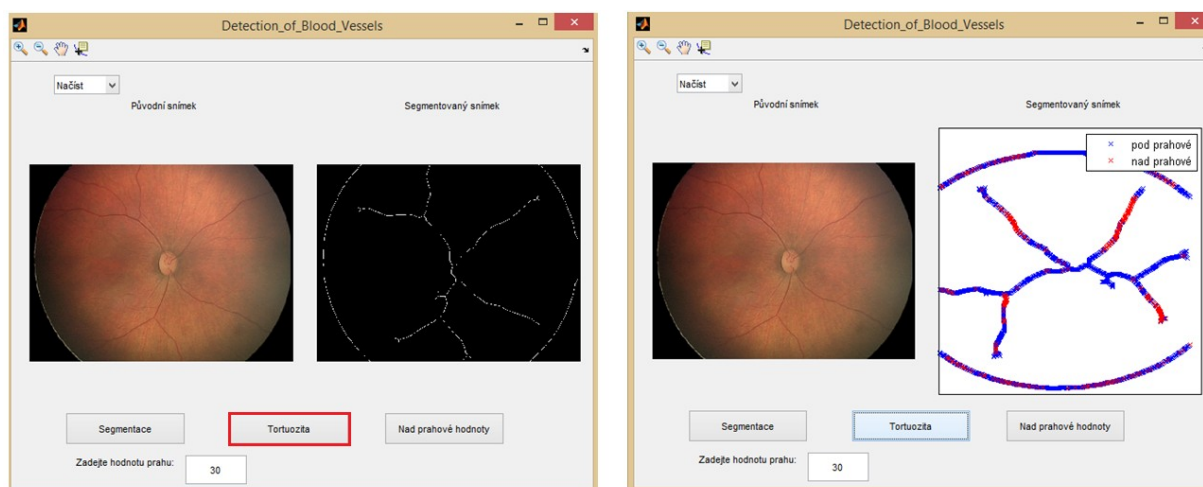 Detection_of_Blood_Vessels
Načíst
Původní snímek
Segmentovaný snímek
Segmentace
Tortuozita
Nad prahové hodnoty
Zadejte hodnotu prahu:
30
Detection_of_Blood_Vessels
Načíst
Původní snímek
Segmentovaný snímek
pod prahové
nad prahové
Segmentace
Tortuozita
Nad prahové hodnoty
Zadejte hodnotu prahu:
30